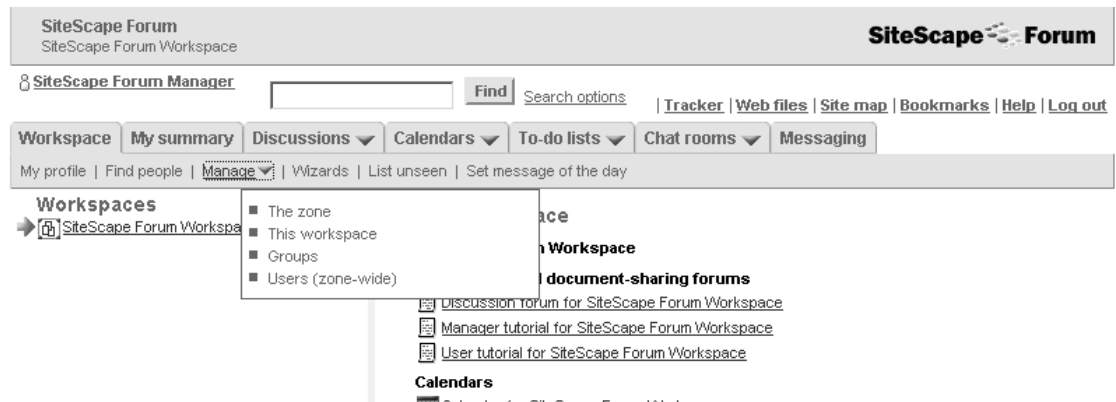 SiteScape Forum
SiteScape Forum Workspace
SiteScape Forum
SiteScape Forum Manager
Find Search options
| Tracker | Web files | Site map | Bookmarks | Help | Log out
Workspace My summary Discussions Calendars To-do lists Chat rooms Messaging
My profile | Find people | Manage | Wizards | List unseen | Set message of the day
Workspaces
SiteScape Forum Workspa
The zone
This workspace
Groups
Users (zone-wide)
ace
Workspace
document-sharing forums
Discussion forum for SiteScape Forum Workspace
Manager tutorial for SiteScape Forum Workspace
User tutorial for SiteScape Forum Workspace
Calendars